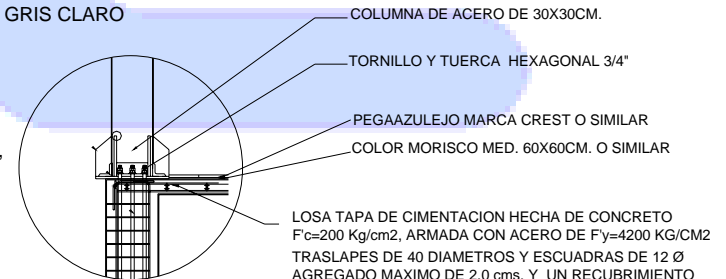 GRIS CLARO
COLUMNA DE ACERO DE 30X30CM.
TORNILLO Y TUERCA HEXAGONAL 3/4"
PEGAAZULEJO MARCA CREST O SIMILAR
COLOR MORISCO MED. 60X60CM. O SIMILAR
LOSA TAPA DE CIMENTACION HECHA DE CONCRETO
F'c=200 Kg/cm2, ARMADA CON ACERO DE F'y=4200 KG/CM2
TRASLAPES DE 40 DIAMETROS Y ESCUADRAS DE 12 Ø
AGREGADO MAXIMO DE 2.0 cms. Y UN RECUBRIMIENTO